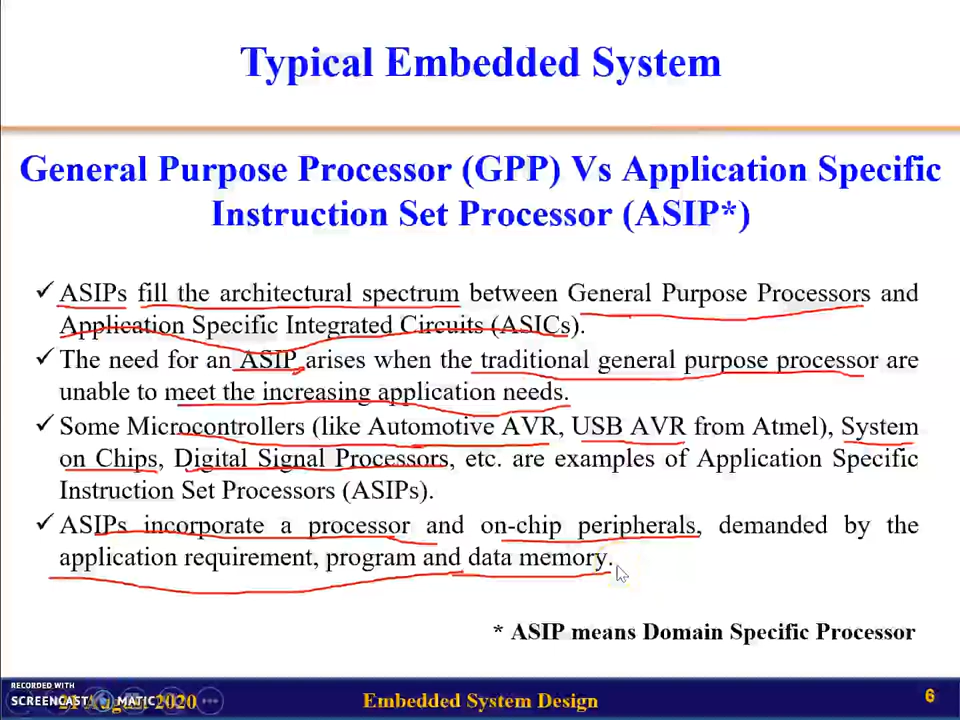 Typical Embedded System
General Purpose Processor (GPP) Vs Application Specific
Instruction Set Processor (ASIP*)
✓ ASIPs fill the architectural spectrum between General Purpose Processors and
Application Specific Integrated Circuits (ASICs).
✓ The need for an ASIP arises when the traditional general purpose processor are
unable to meet the increasing application needs.
✓ Some Microcontrollers (like Automotive AVR, USB AVR from Atmel), System
on Chips, Digital Signal Processors, etc. are examples of Application Specific
Instruction Set Processors (ASIPs).
✓ ASIPs incorporate a processor and on-chip peripherals, demanded by the
application requirement, program and data memory.
* ASIP means Domain Specific Processor
RECORDED WITH
SCREENCAST MATIC
21 August 2020 Embedded System Design 6